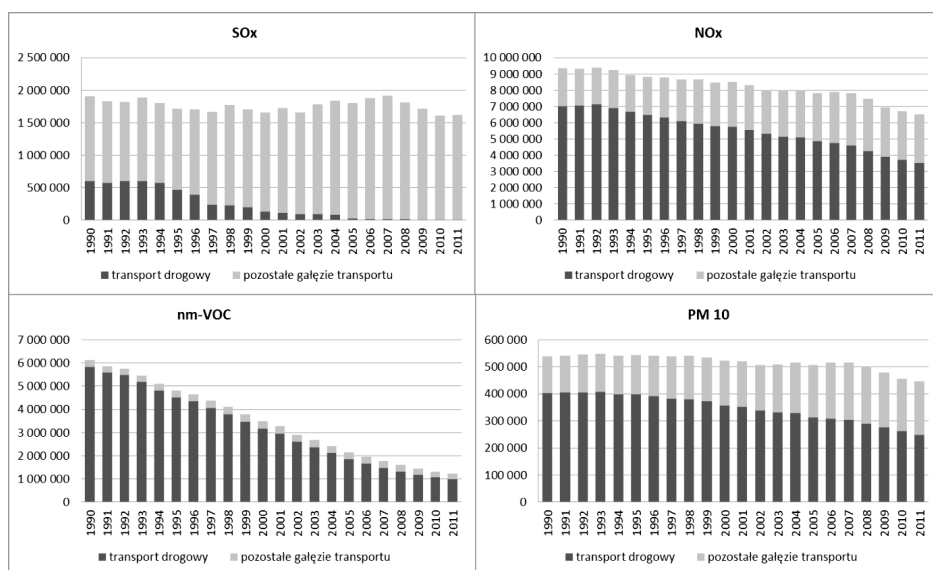 SOx
2 500 000
2 000 000
1 500 000
1 000 000
500 000
0
1990 1991 1992 1993 1994 1995 1996 1997 1998 1999 2000 2001 2002 2003 2004 2005 2006 2007 2008 2009 2010 2011
transport drogowy pozostałe gałęzie transportu
NOx
10 000 000
9 000 000
8 000 000
7 000 000
6 000 000
5 000 000
4 000 000
3 000 000
2 000 000
1 000 000
0
1990 1991 1992 1993 1994 1995 1996 1997 1998 1999 2000 2001 2002 2003 2004 2005 2006 2007 2008 2009 2010 2011
transport drogowy pozostałe gałęzie transportu
nm-VOC
7 000 000
6 000 000
5 000 000
4 000 000
3 000 000
2 000 000
1 000 000
0
1990 1991 1992 1993 1994 1995 1996 1997 1998 1999 2000 2001 2002 2003 2004 2005 2006 2007 2008 2009 2010 2011
transport drogowy pozostałe gałęzie transportu
PM 10
600 000
500 000
400 000
300 000
200 000
100 000
0
1990 1991 1992 1993 1994 1995 1996 1997 1998 1999 2000 2001 2002 2003 2004 2005 2006 2007 2008 2009 2010 2011
transport drogowy pozostałe gałęzie transportu